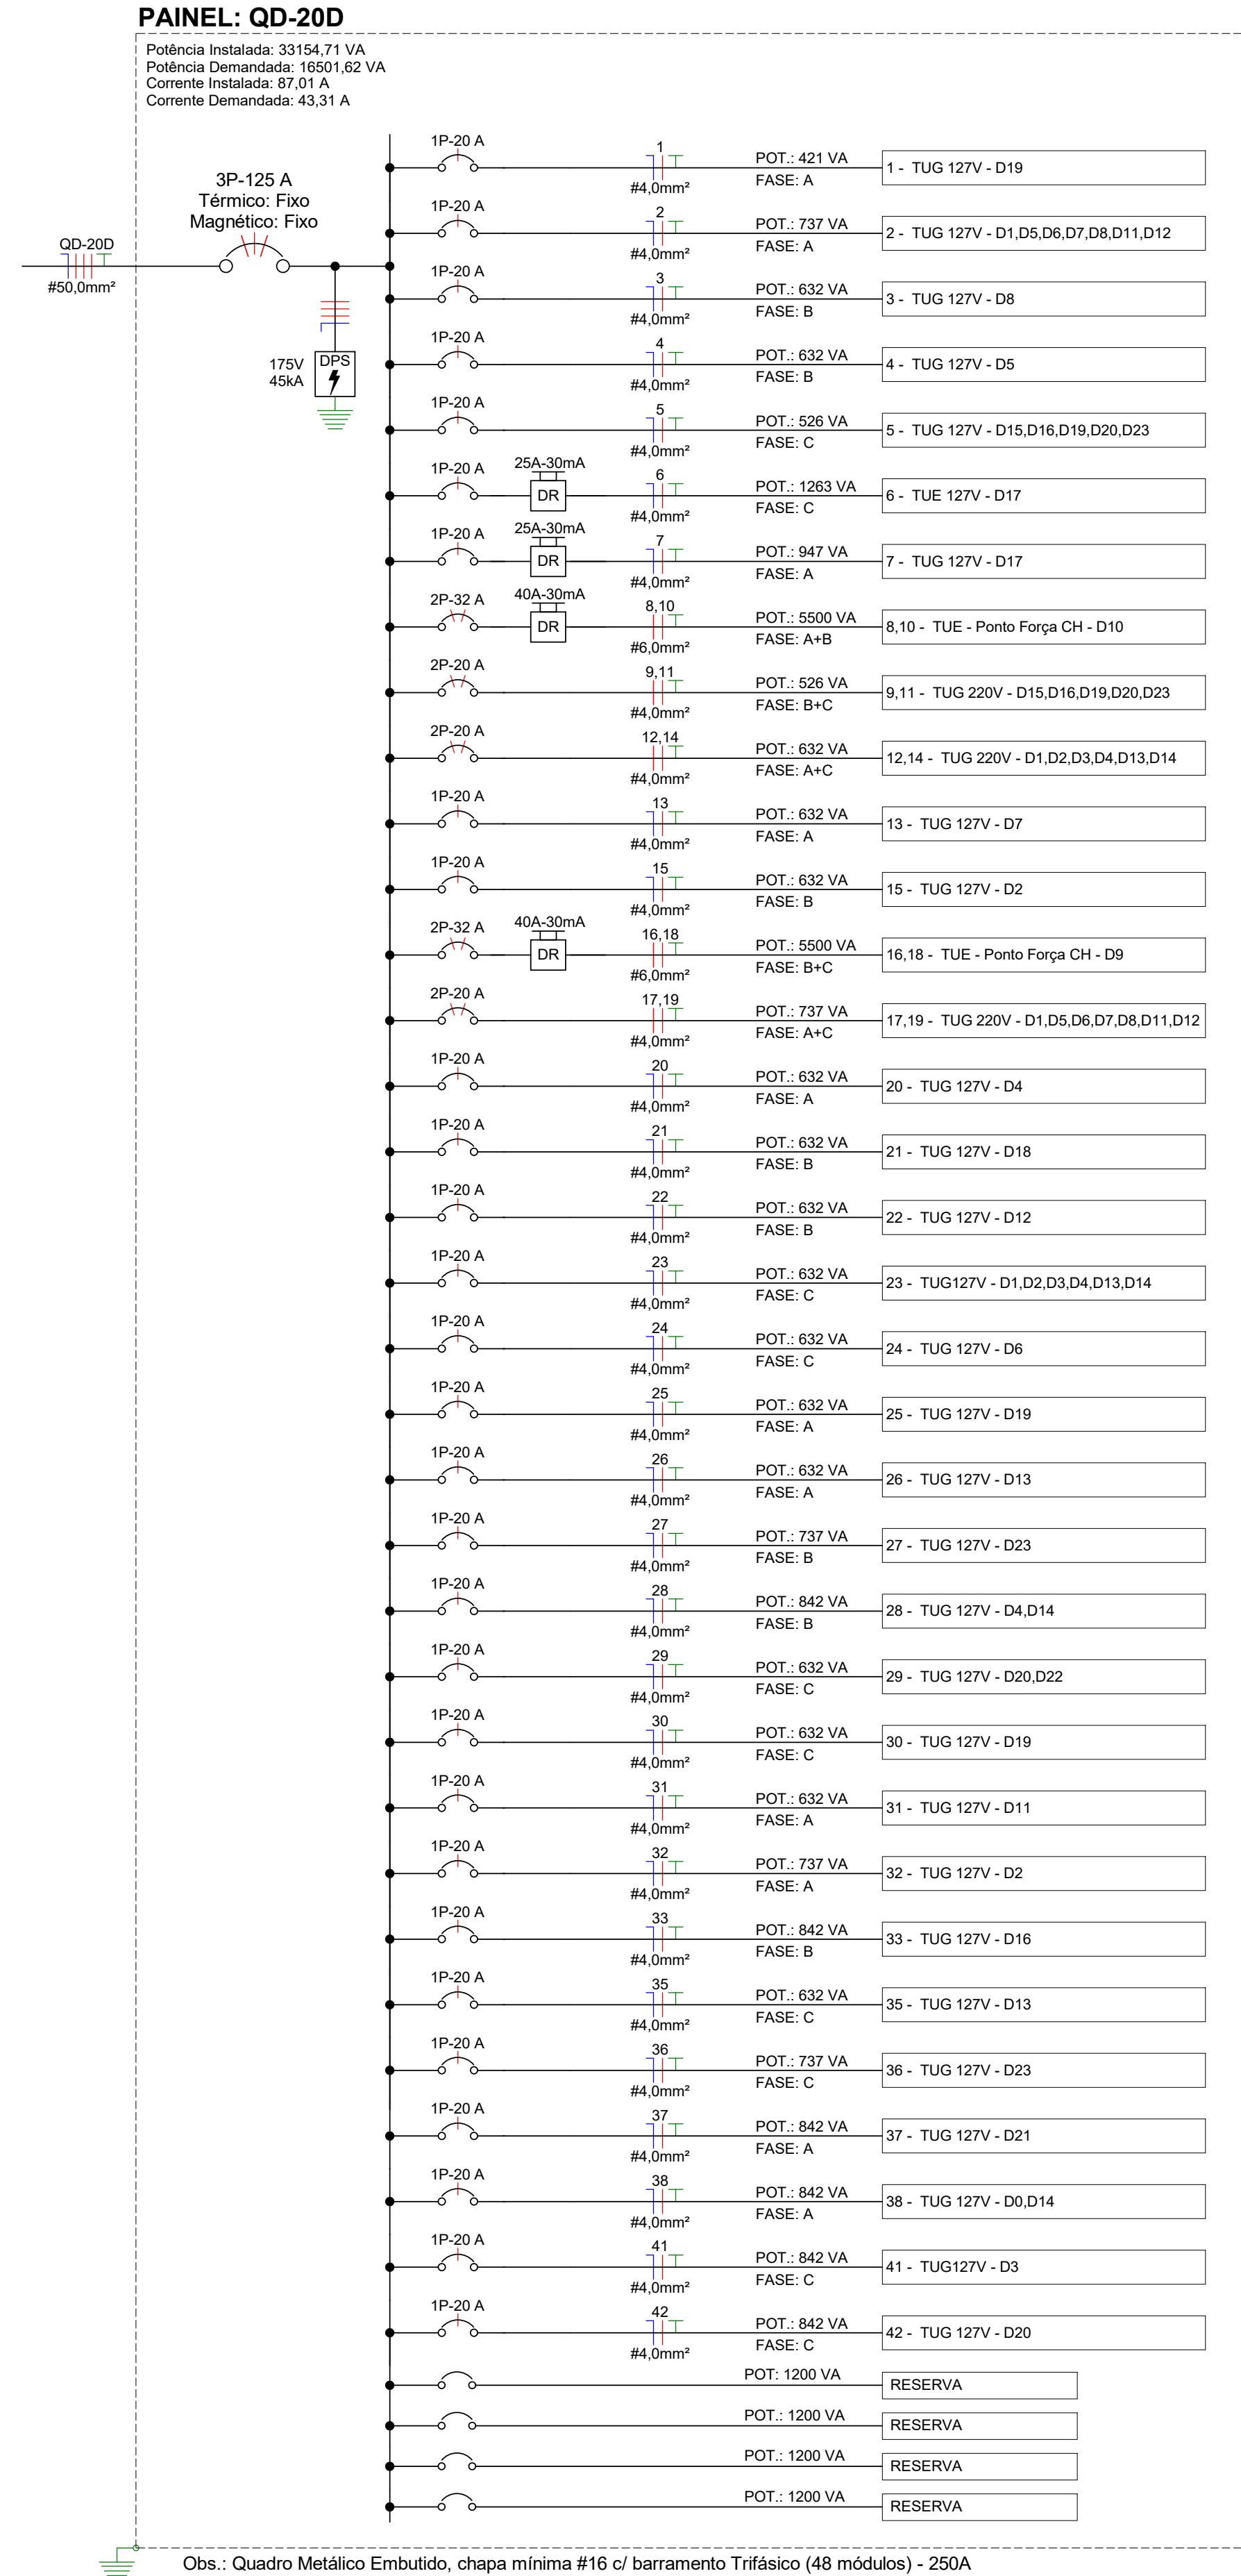 PAINEL: QD-20D
Potência Instalada: 33154,71 VA
Potência Demandada: 16501,62 VA
Corrente Instalada: 87,01 A
Corrente Demandada: 43,31 A
3P-125 A
Térmico: Fixo
Magnético: Fixo
QD-20D
#50,0mm²
175V
45kA
DPS
1P-20 A
1
#4,0mm²
POT.: 421 VA
FASE: A
1 - TUG 127V - D19
1P-20 A
2
#4,0mm²
POT.: 737 VA
FASE: A
2 - TUG 127V - D1,D5,D6,D7,D8,D11,D12
1P-20 A
3
#4,0mm²
POT.: 632 VA
FASE: B
3 - TUG 127V - D8
1P-20 A
4
#4,0mm²
POT.: 632 VA
FASE: B
4 - TUG 127V - D5
1P-20 A
5
#4,0mm²
POT.: 526 VA
FASE: C
5 - TUG 127V - D15,D16,D19,D20,D23
1P-20 A
25A-30mA
DR
6
#4,0mm²
POT.: 1263 VA
FASE: C
6 - TUE 127V - D17
1P-20 A
25A-30mA
DR
7
#4,0mm²
POT.: 947 VA
FASE: A
7 - TUG 127V - D17
2P-32 A
40A-30mA
DR
8,10
#6,0mm²
POT.: 5500 VA
FASE: A+B
8,10 - TUE - Ponto Força CH - D10
2P-20 A
9,11
#4,0mm²
POT.: 526 VA
FASE: B+C
9,11 - TUG 220V - D15,D16,D19,D20,D23
2P-20 A
12,14
#4,0mm²
POT.: 632 VA
FASE: A+C
12,14 - TUG 220V - D1,D2,D3,D4,D13,D14
1P-20 A
13
#4,0mm²
POT.: 632 VA
FASE: A
13 - TUG 127V - D7
1P-20 A
15
#4,0mm²
POT.: 632 VA
FASE: B
15 - TUG 127V - D2
2P-32 A
40A-30mA
DR
16,18
#6,0mm²
POT.: 5500 VA
FASE: B+C
16,18 - TUE - Ponto Força CH - D9
2P-20 A
17,19
#4,0mm²
POT.: 737 VA
FASE: A+C
17,19 - TUG 220V - D1,D5,D6,D7,D8,D11,D12
1P-20 A
20
#4,0mm²
POT.: 632 VA
FASE: A
20 - TUG 127V - D4
1P-20 A
21
#4,0mm²
POT.: 632 VA
FASE: B
21 - TUG 127V - D18
1P-20 A
22
#4,0mm²
POT.: 632 VA
FASE: B
22 - TUG 127V - D12
1P-20 A
23
#4,0mm²
POT.: 632 VA
FASE: C
23 - TUG127V - D1,D2,D3,D4,D13,D14
1P-20 A
24
#4,0mm²
POT.: 632 VA
FASE: C
24 - TUG 127V - D6
1P-20 A
25
#4,0mm²
POT.: 632 VA
FASE: A
25 - TUG 127V - D19
1P-20 A
26
#4,0mm²
POT.: 632 VA
FASE: A
26 - TUG 127V - D13
1P-20 A
27
#4,0mm²
POT.: 737 VA
FASE: B
27 - TUG 127V - D23
1P-20 A
28
#4,0mm²
POT.: 842 VA
FASE: B
28 - TUG 127V - D4,D14
1P-20 A
29
#4,0mm²
POT.: 632 VA
FASE: C
29 - TUG 127V - D20,D22
1P-20 A
30
#4,0mm²
POT.: 632 VA
FASE: C
30 - TUG 127V - D19
1P-20 A
31
#4,0mm²
POT.: 632 VA
FASE: A
31 - TUG 127V - D11
1P-20 A
32
#4,0mm²
POT.: 737 VA
FASE: A
32 - TUG 127V - D2
1P-20 A
33
#4,0mm²
POT.: 842 VA
FASE: B
33 - TUG 127V - D16
1P-20 A
35
#4,0mm²
POT.: 632 VA
FASE: C
35 - TUG 127V - D13
1P-20 A
36
#4,0mm²
POT.: 737 VA
FASE: C
36 - TUG 127V - D23
1P-20 A
37
#4,0mm²
POT.: 842 VA
FASE: A
37 - TUG 127V - D21
1P-20 A
38
#4,0mm²
POT.: 842 VA
FASE: A
38 - TUG 127V - D0,D14
1P-20 A
41
#4,0mm²
POT.: 842 VA
FASE: C
41 - TUG127V - D3
1P-20 A
42
#4,0mm²
POT.: 842 VA
FASE: C
42 - TUG 127V - D20
POT: 1200 VA
RESERVA
POT.: 1200 VA
RESERVA
POT.: 1200 VA
RESERVA
POT.: 1200 VA
RESERVA
Obs.: Quadro Metálico Embutido, chapa mínima #16 c/ barramento Trifásico (48 módulos) - 250A